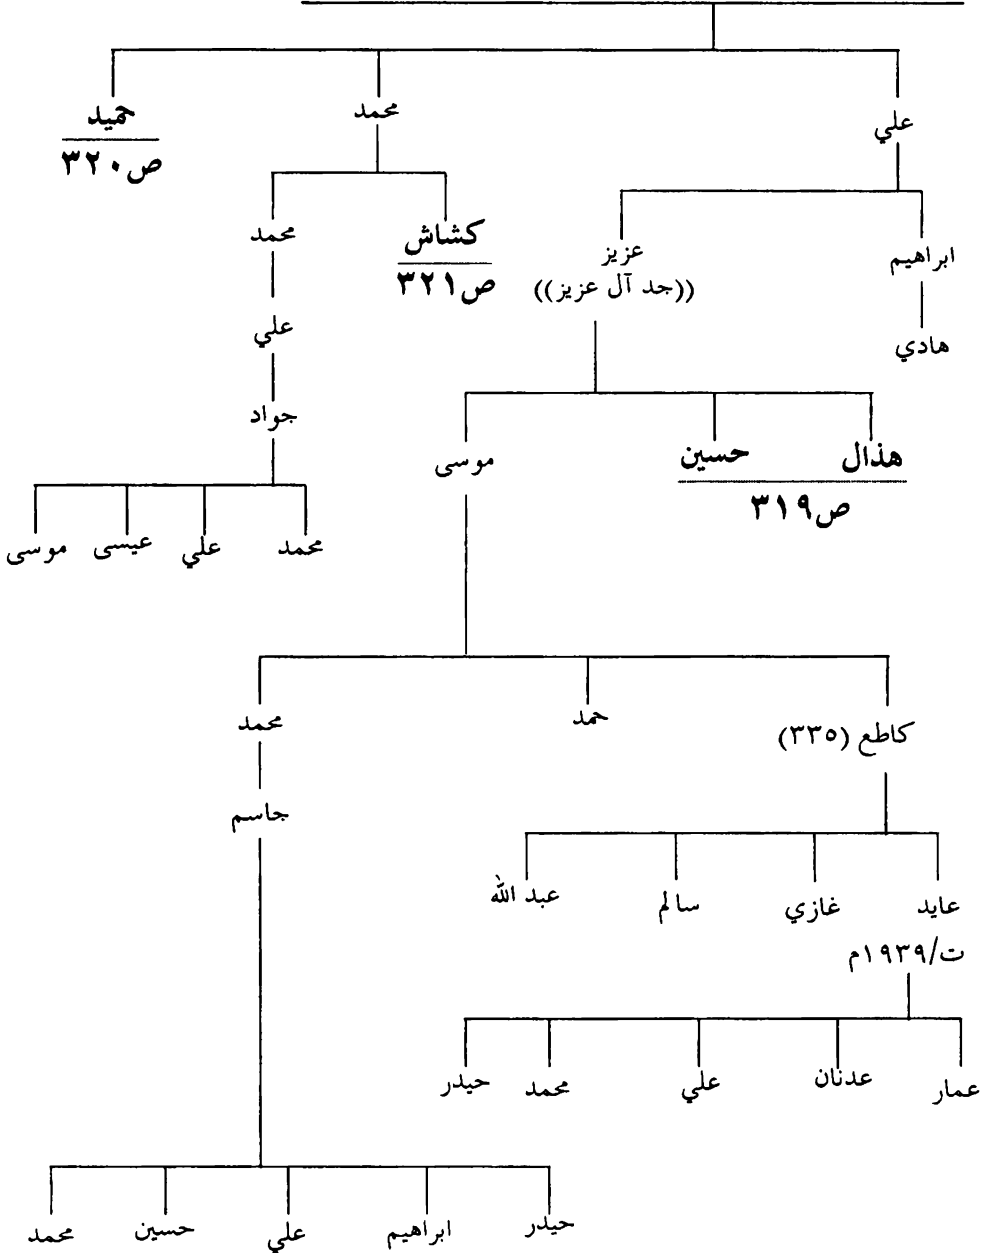 علي محمد حميد
ص٣٢٠
ابراهيم عزيز كشاش محمد
((جد آل عزيز)) ص٣٢١
هادي علي
جواد
هذال حسين موسى
ص٣١٩
محمد علي عيسى موسى
كاطع (٣٣٥) حمد محمد
جاسم
عايد غازي سالم عبد الله
ت/١٩٣٩م
عمار عدنان علي محمد حيدر
حيدر ابراهيم علي حسين محمد